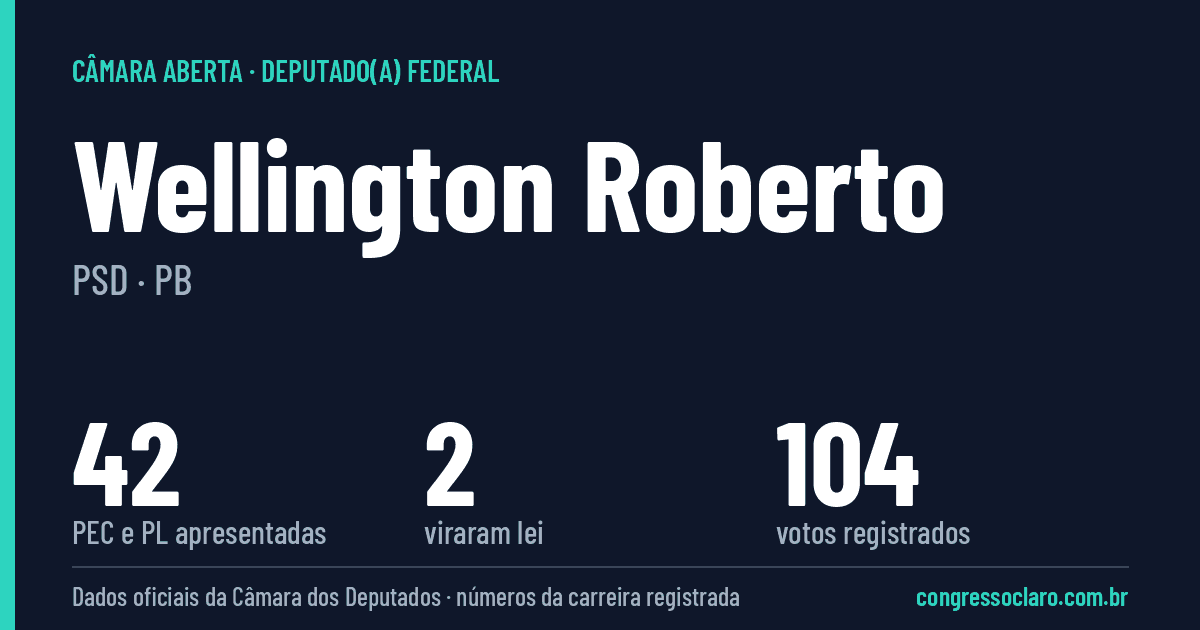 CÂMARA ABERTA · DEPUTADO(A) FEDERAL
Wellington Roberto
PSD · PB
42 2 104
PEC e PL apresentadas viraram lei votos registrados
Dados oficiais da Câmara dos Deputados · números da carreira registrada congressoclaro.com.br